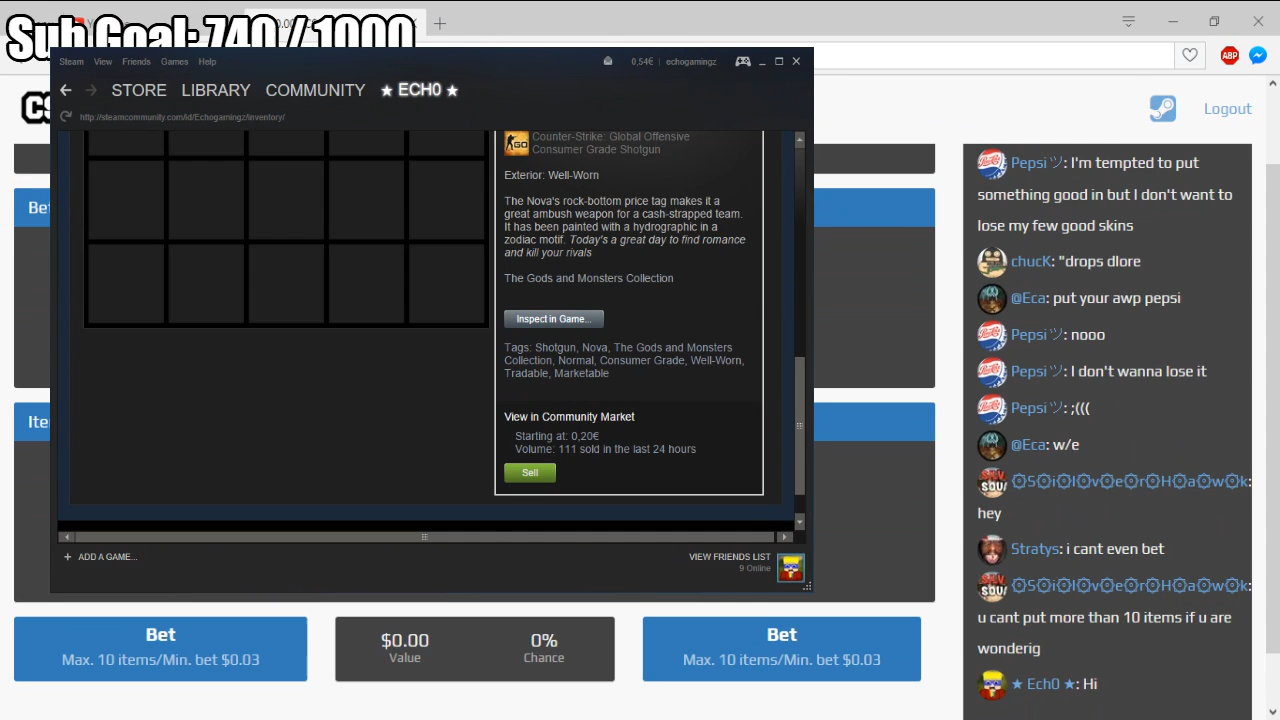 Sub Goal: 740 / 1000
Steam View Friends Games Help
0,54€ echogamingz
STORE LIBRARY COMMUNITY ★ ECH0 ★
http://steamcommunity.com/id/Echogamingz/inventory/
Counter-Strike: Global Offensive
Consumer Grade Shotgun
Exterior: Well-Worn
The Nova's rock-bottom price tag makes it a
great ambush weapon for a cash-strapped team.
It has been painted with a hydrographic in a
zodiac motif. Today's a great day to find romance
and kill your rivals
The Gods and Monsters Collection
Inspect in Game...
Tags: Shotgun, Nova, The Gods and Monsters
Collection, Normal, Consumer Grade, Well-Worn,
Tradable, Marketable
View in Community Market
Starting at: 0,20€
Volume: 111 sold in the last 24 hours
Sell
+ ADD A GAME...
VIEW FRIENDS LIST
9 Online
Bet
Max. 10 items/Min. bet $0.03
$0.00
Value
0%
Chance
Bet
Max. 10 items/Min. bet $0.03
ABP
Logout
Pepsi ツ: I'm tempted to put
something good in but I don't want to
lose my few good skins
chucK: "drops dlore
@Eca: put your awp pepsi
Pepsi ツ: nooo
Pepsi ツ: I don't wanna lose it
Pepsi ツ: ;(((
@Eca: w/e
۞S۞i۞l۞v۞e۞r۞H۞a۞w۞k:
hey
Stratys: i cant even bet
۞S۞i۞l۞v۞e۞r۞H۞a۞w۞k:
u cant put more than 10 items if u are
wonderig
★ Ech0 ★: Hi